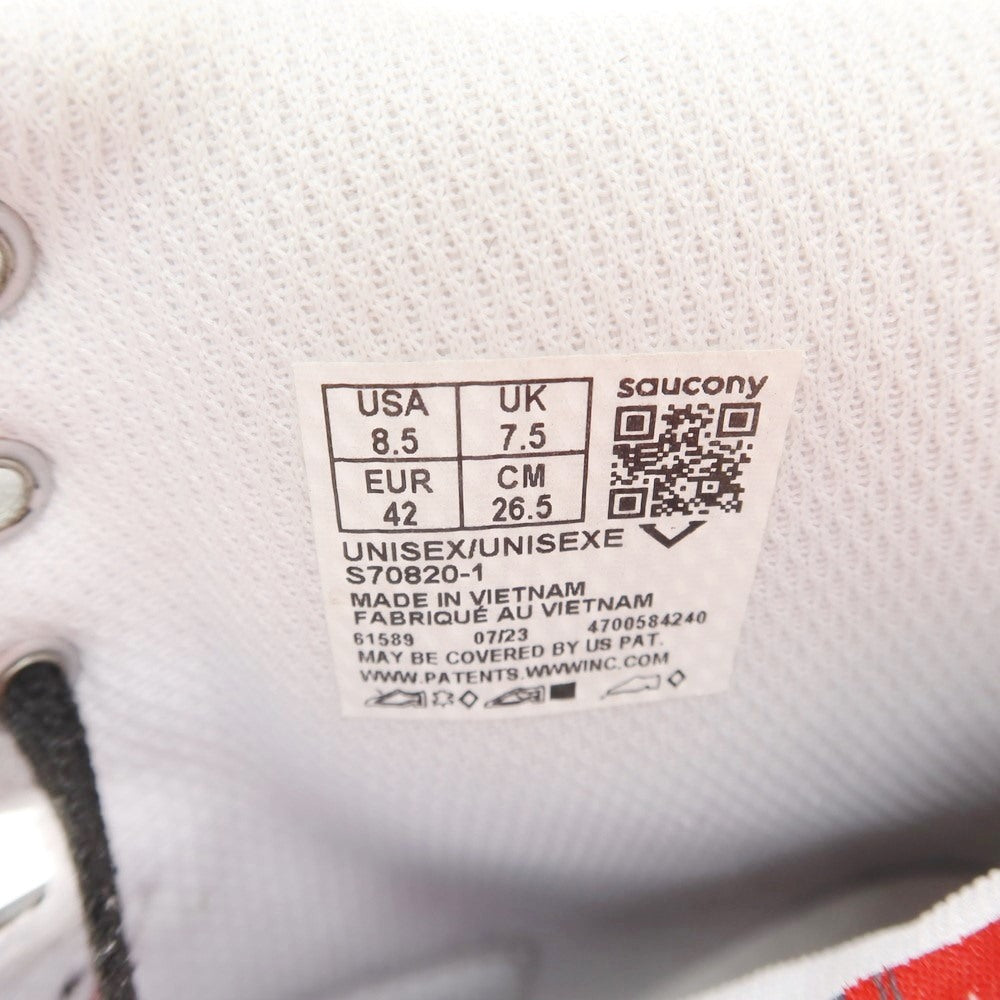 USA UK
8.5 7.5
EUR CM
42 26.5
saucony
UNISEX/UNISEXE
S70820-1
MADE IN VIETNAM
FABRIQUÉ AU VIETNAM
61589 07/23 4700584240
MAY BE COVERED BY US PAT.
WWW.PATENTS.WWWINC.COM